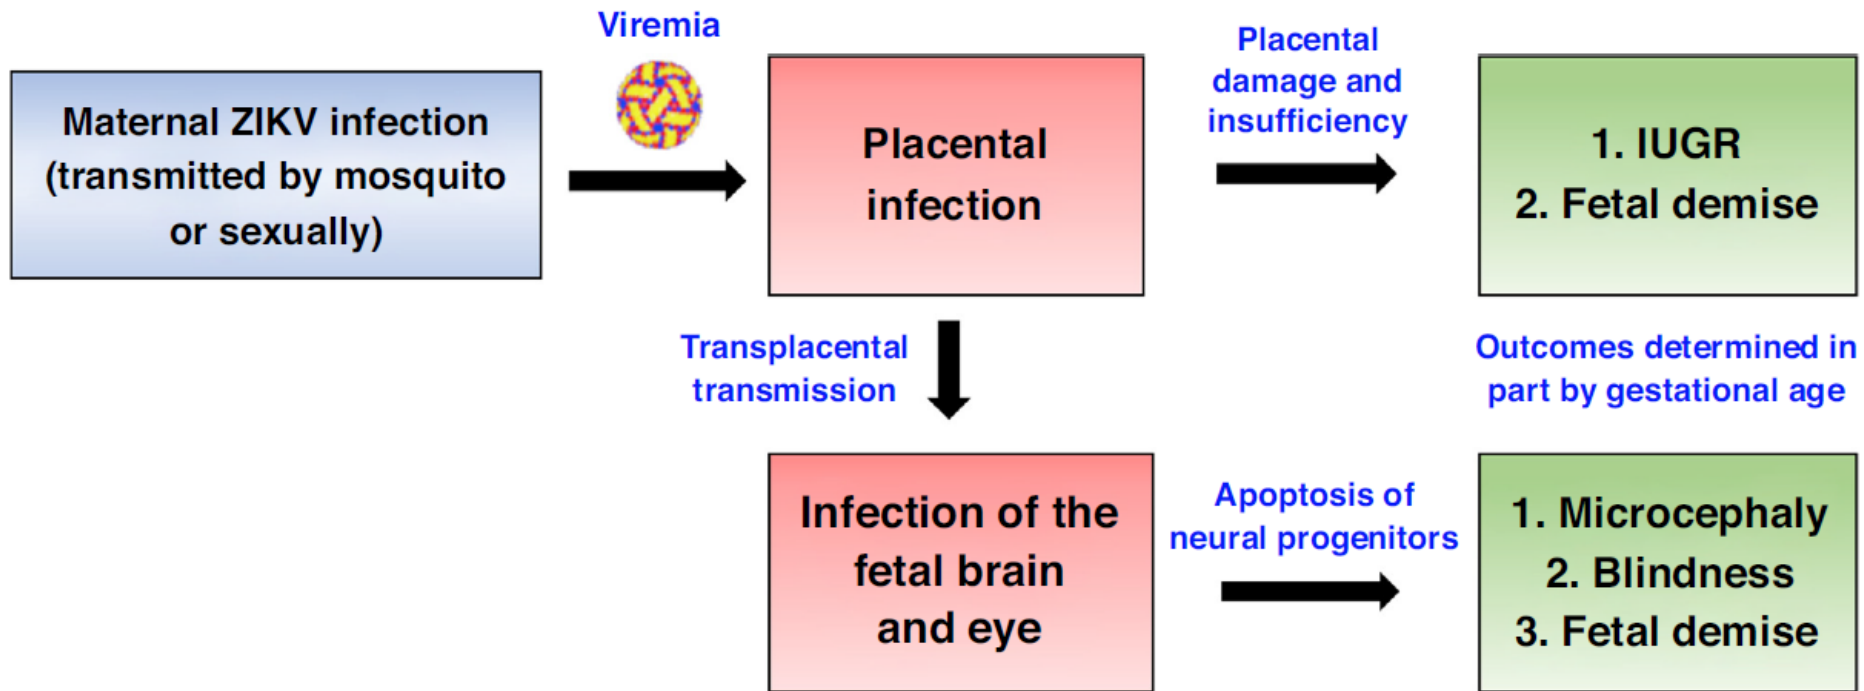 Viremia
Maternal ZIKV infection
(transmitted by mosquito
or sexually)
Placental
infection
Placental
damage and
insufficiency
1. IUGR
2. Fetal demise
Transplacental
transmission
Outcomes determined in
part by gestational age
Infection of the
fetal brain
and eye
Apoptosis of
neural progenitors
1. Microcephaly
2. Blindness
3. Fetal demise